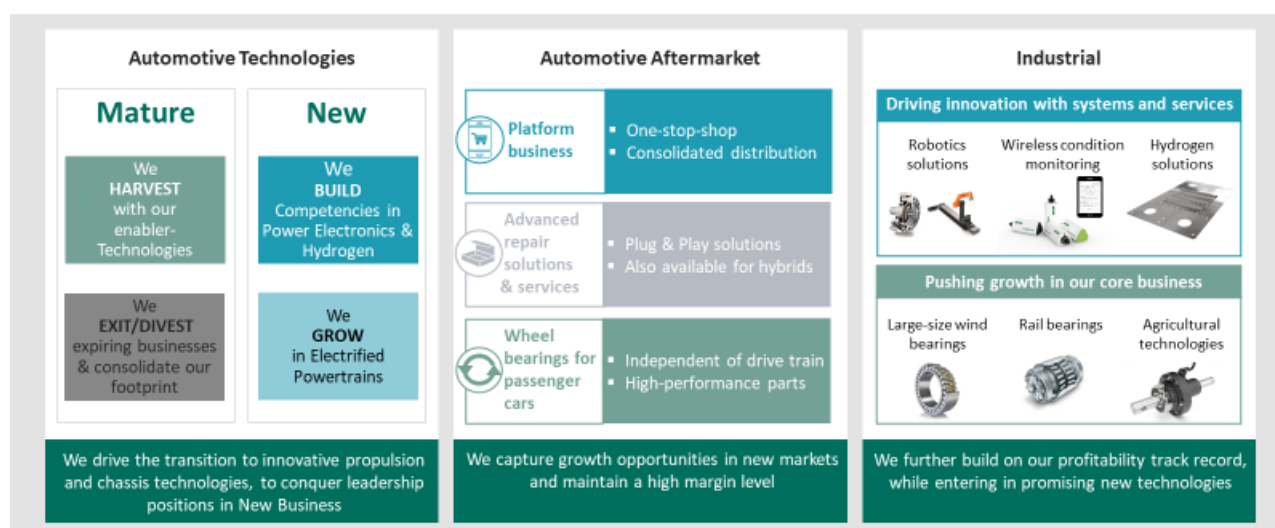 Automotive Technologies
Mature
We
HARVEST
with our
enabler-
Technologies
We
EXIT/DIVEST
expiring businesses
& consolidate our
footprint
New
We
BUILD
Competencies in
Power Electronics &
Hydrogen
We
GROW
in Electrified
Powertrains
We drive the transition to innovative propulsion
and chassis technologies, to conquer leadership
positions in New Business
Automotive Aftermarket
Platform
business
▪ One-stop-shop
▪ Consolidated distribution
Advanced
repair
solutions
& services
▪ Plug & Play solutions
▪ Also available for hybrids
Wheel
bearings for
passenger
cars
▪ Independent of drive train
▪ High-performance parts
We capture growth opportunities in new markets
and maintain a high margin level
Industrial
Driving innovation with systems and services
Robotics
solutions
Wireless condition
monitoring
Hydrogen
solutions
Pushing growth in our core business
Large-size wind
bearings
Rail bearings
Agricultural
technologies
We further build on our profitability track record,
while entering in promising new technologies